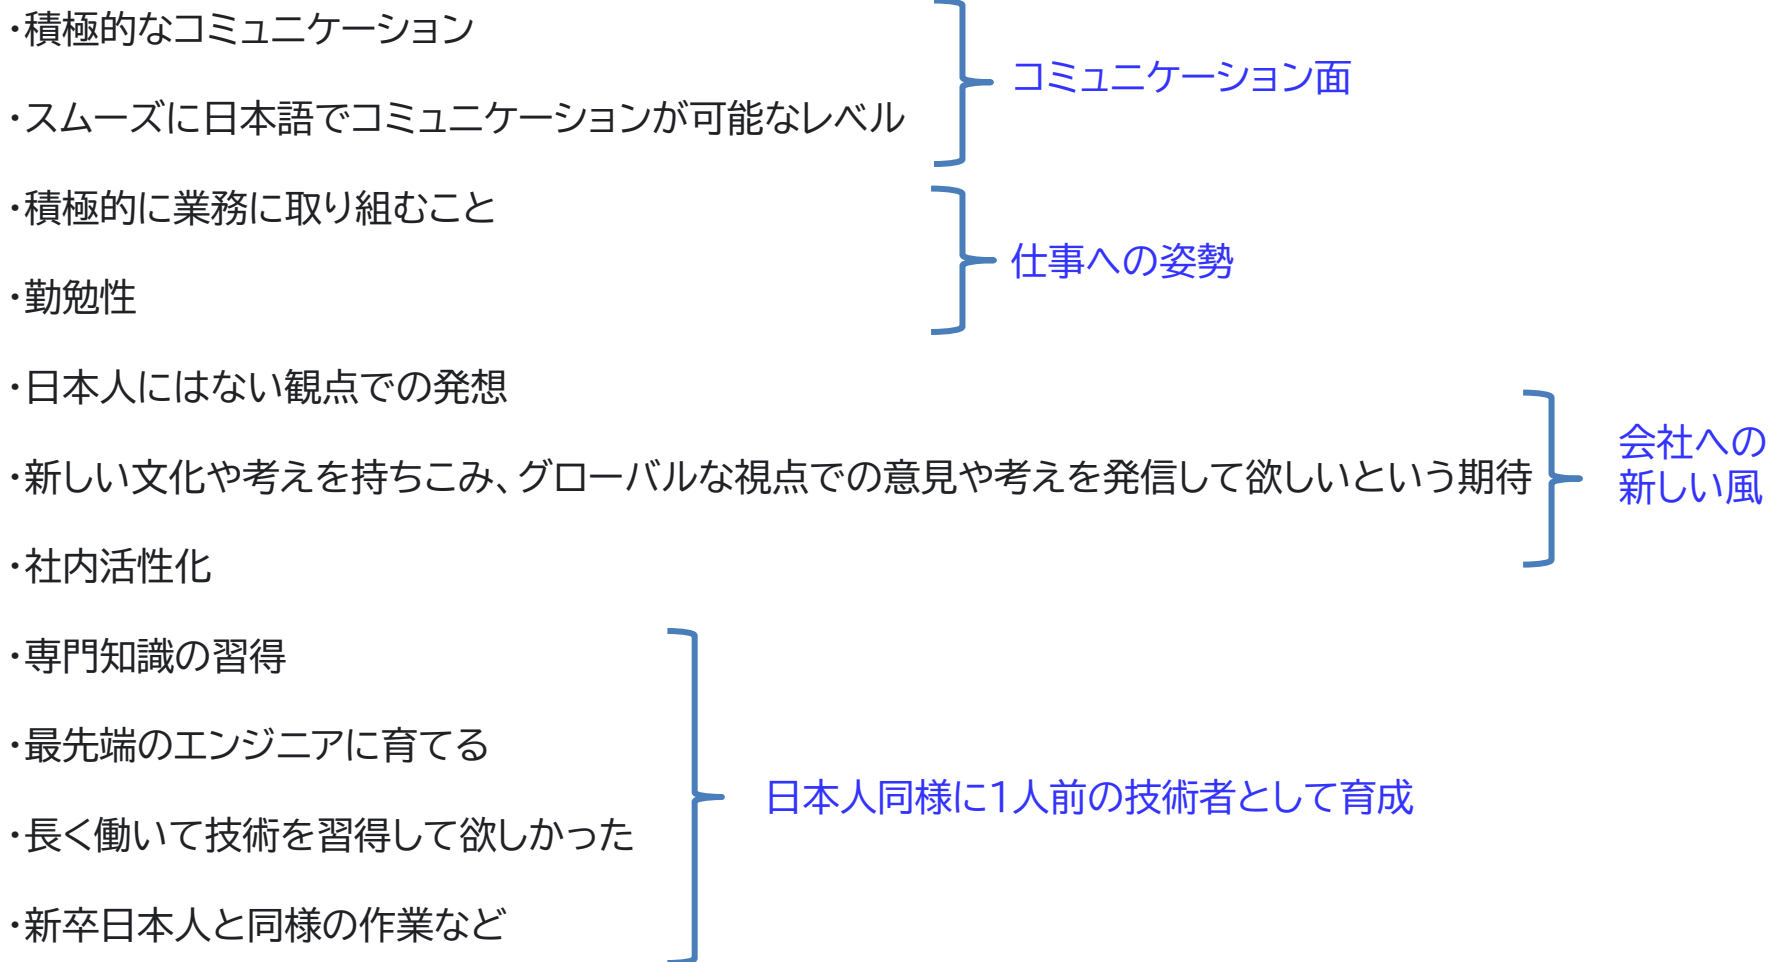 ・積極的なコミュニケーション
・スムーズに日本語でコミュニケーションが可能なレベル
コミュニケーション面
・積極的に業務に取り組むこと
・勤勉性
仕事への姿勢
・日本人にはない観点での発想
・新しい文化や考えを持ちこみ、グローバルな視点での意見や考えを発信して欲しいという期待
・社内活性化
会社への
新しい風
・専門知識の習得
・最先端のエンジニアに育てる
・長く働いて技術を習得して欲しかった
・新卒日本人と同様の作業など
日本人同様に1人前の技術者として育成